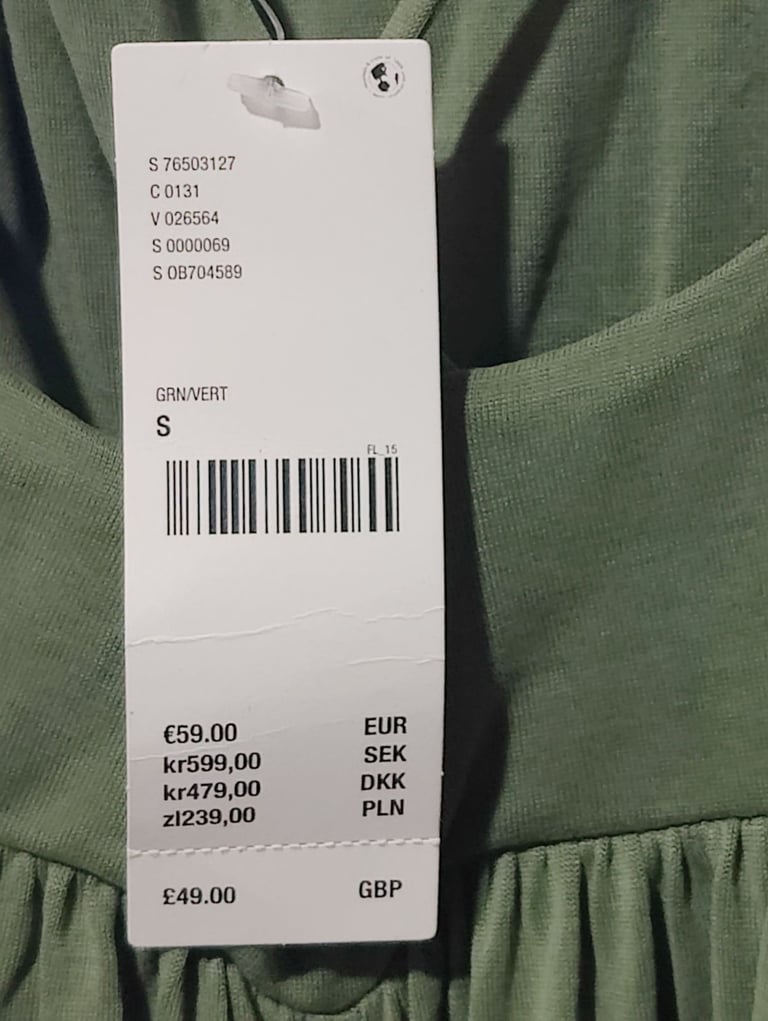 S 76503127
C 0131
V 026564
S 0000069
S 0B704589
GRN/VERT
S
FL_15
€59.00 EUR
kr599,00 SEK
kr479,00 DKK
zl239,00 PLN
£49.00 GBP